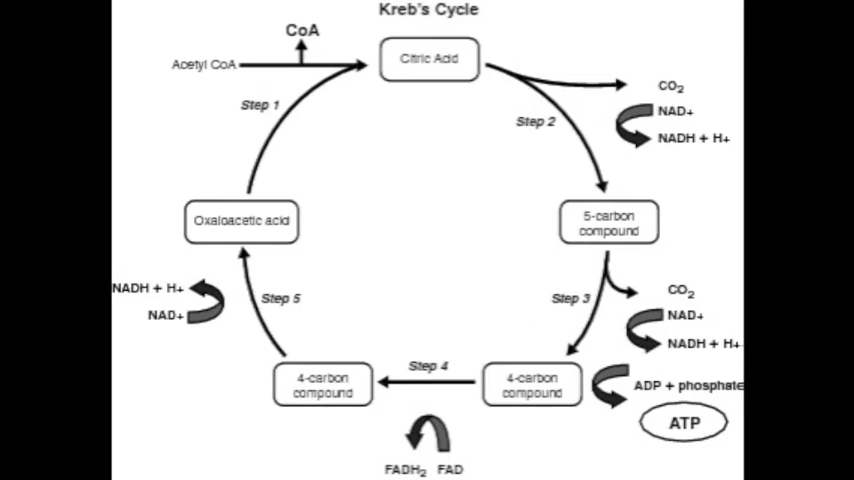 Kreb's Cycle
CoA
Acetyl CoA
Citric Acid
Step 1
Step 2
CO2
NAD+
NADH + H+
Oxaloacetic acid
5-carbon
compound
Step 5
Step 3
NADH + H+
NAD+
CO2
NAD+
NADH + H+
Step 4
4-carbon
compound
4-carbon
compound
ADP + phosphate
ATP
FADH2 FAD